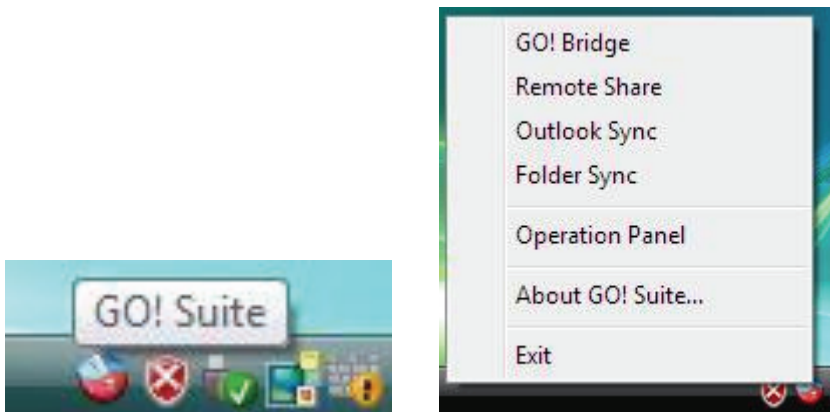 GO! Suite
GO! Bridge
Remote Share
Outlook Sync
Folder Sync
Operation Panel
About GO! Suite...
Exit